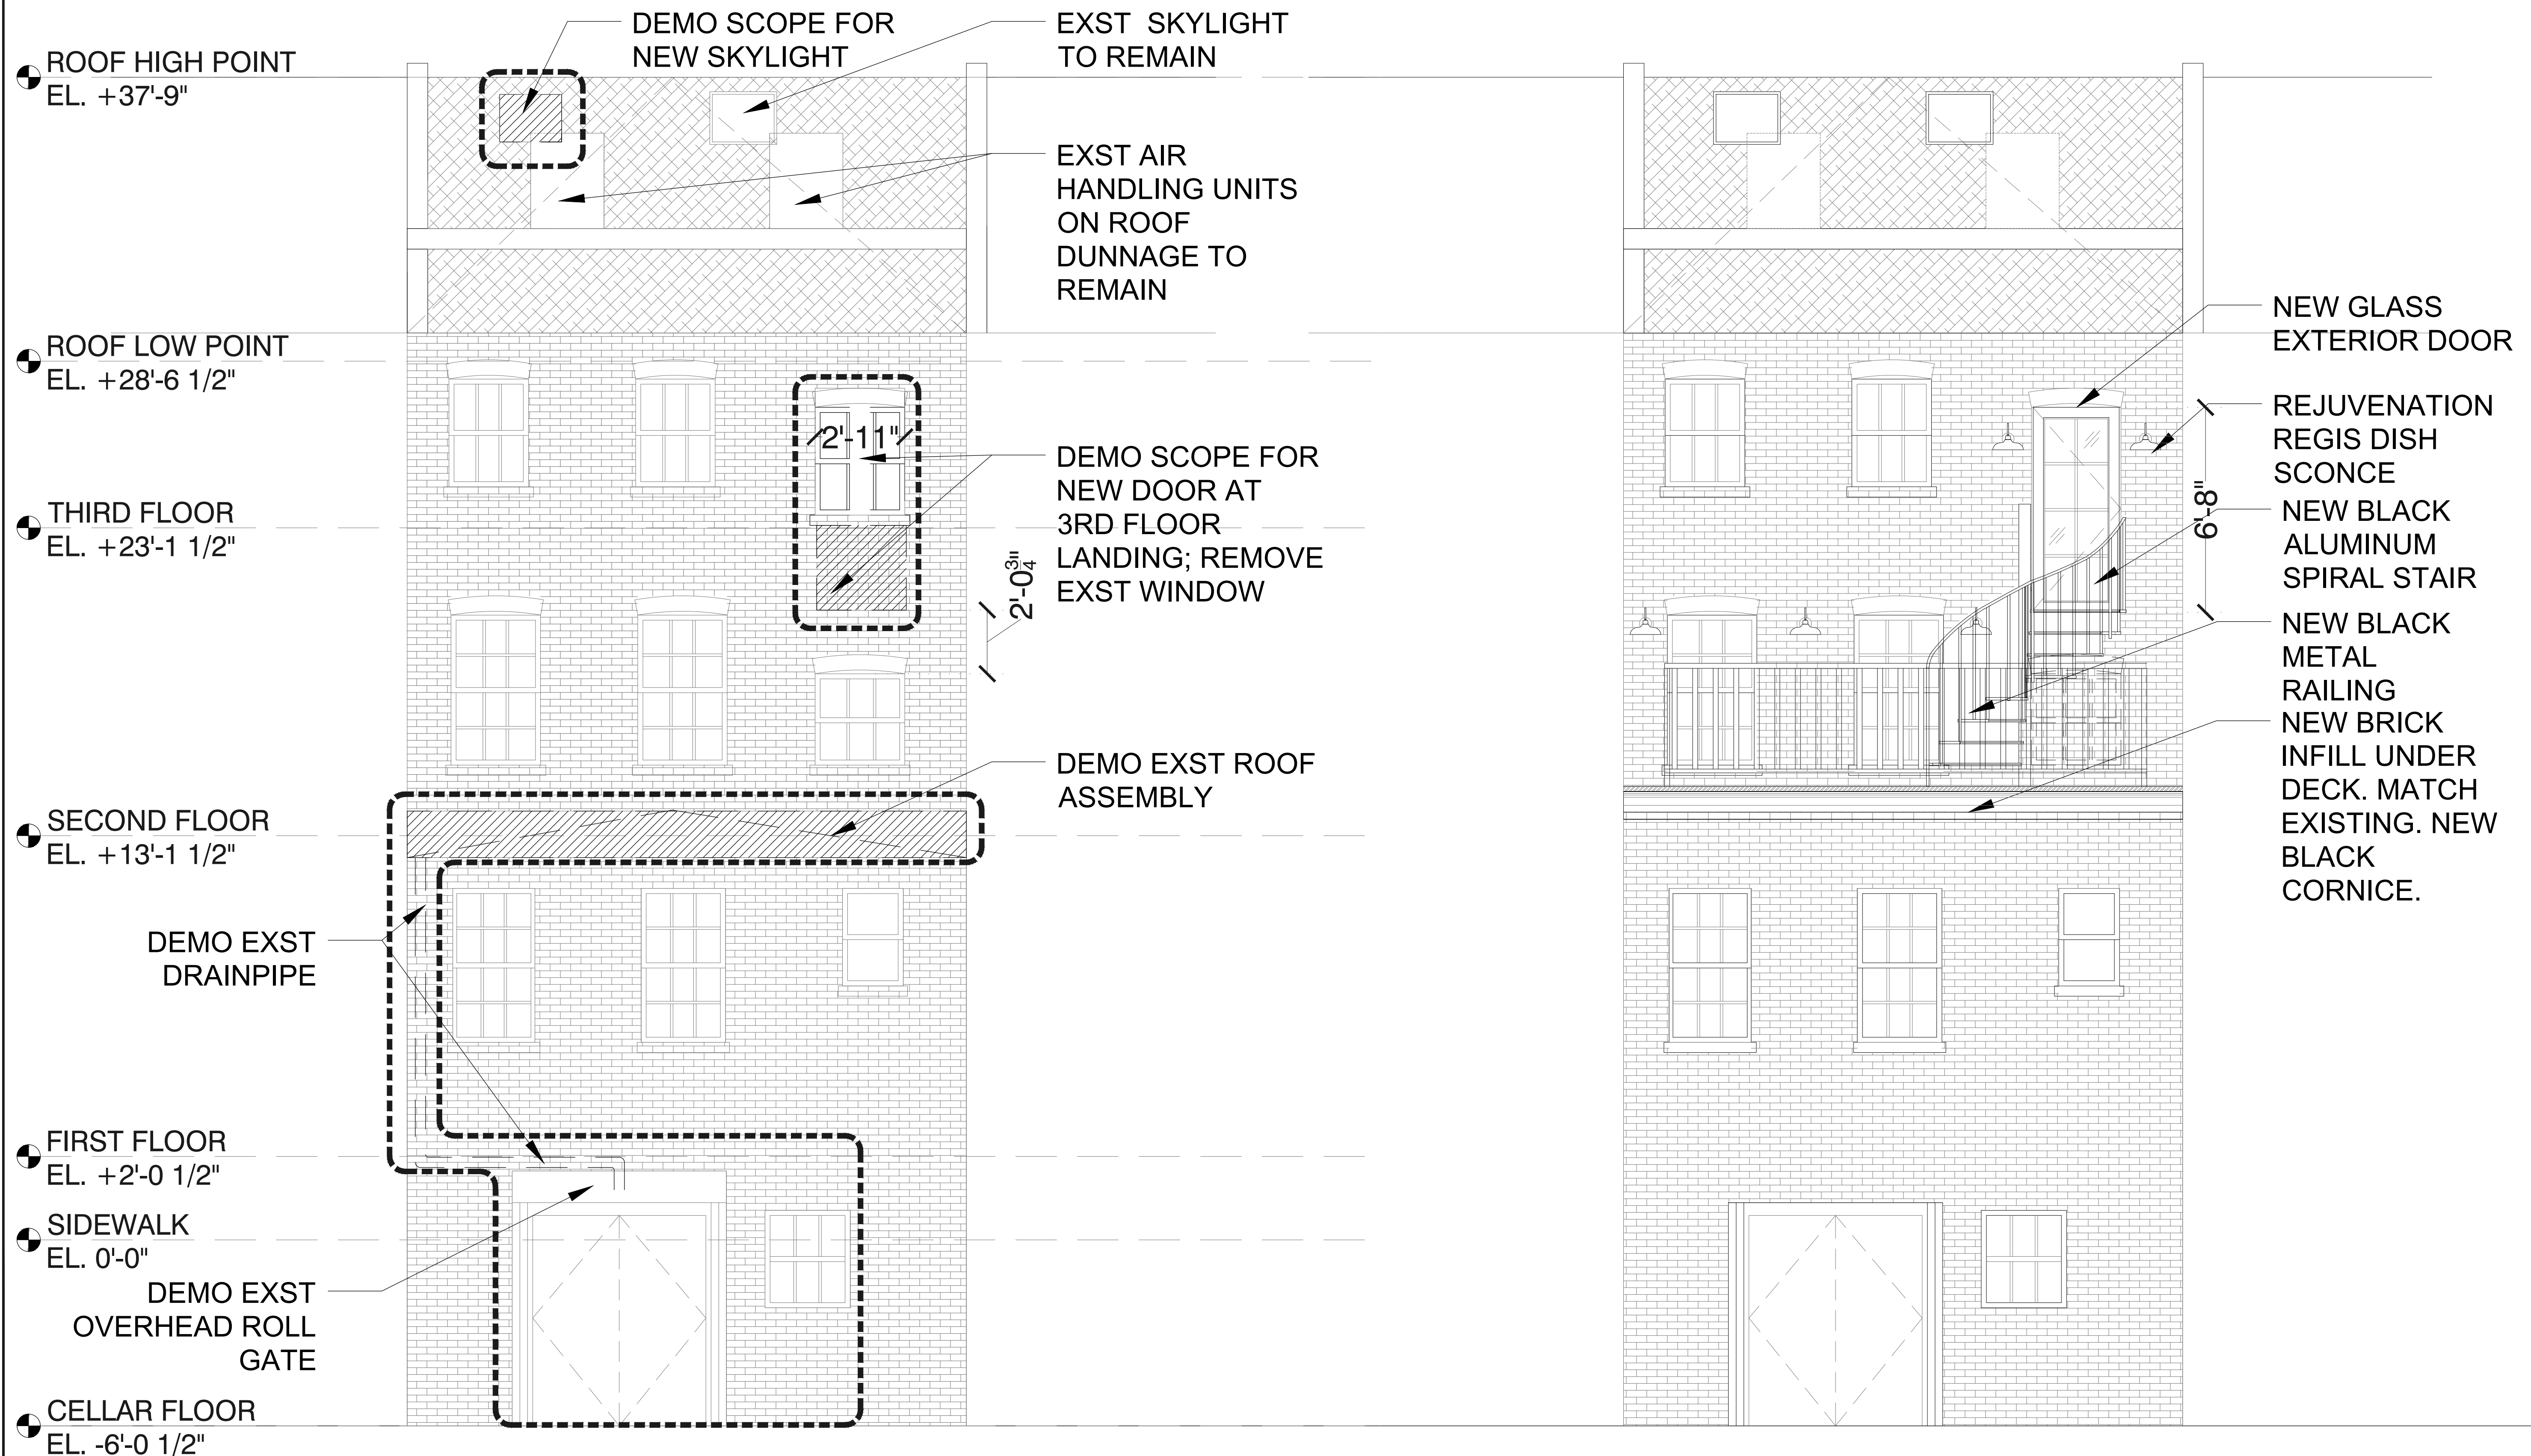 ROOF HIGH POINT
EL. +37'-9"
ROOF LOW POINT
EL. +28'-6 1/2"
THIRD FLOOR
EL. +23'-1 1/2"
SECOND FLOOR
EL. +13'-1 1/2"
DEMO EXST
DRAINPIPE
FIRST FLOOR
EL. +2'-0 1/2"
SIDEWALK
EL. 0'-0"
DEMO EXST
OVERHEAD ROLL
GATE
CELLAR FLOOR
EL. -6'-0 1/2"
DEMO SCOPE FOR
NEW SKYLIGHT
EXST SKYLIGHT
TO REMAIN
EXST AIR
HANDLING UNITS
ON ROOF
DUNNAGE TO
REMAIN
2'-11"
DEMO SCOPE FOR
NEW DOOR AT
3RD FLOOR
LANDING; REMOVE
EXST WINDOW
2'-0¾"
DEMO EXST ROOF
ASSEMBLY
NEW GLASS
EXTERIOR DOOR
REJUVENATION
REGIS DISH
SCONCE
6'-8"
NEW BLACK
ALUMINUM
SPIRAL STAIR
NEW BLACK
METAL
RAILING
NEW BRICK
INFILL UNDER
DECK. MATCH
EXISTING. NEW
BLACK
CORNICE.